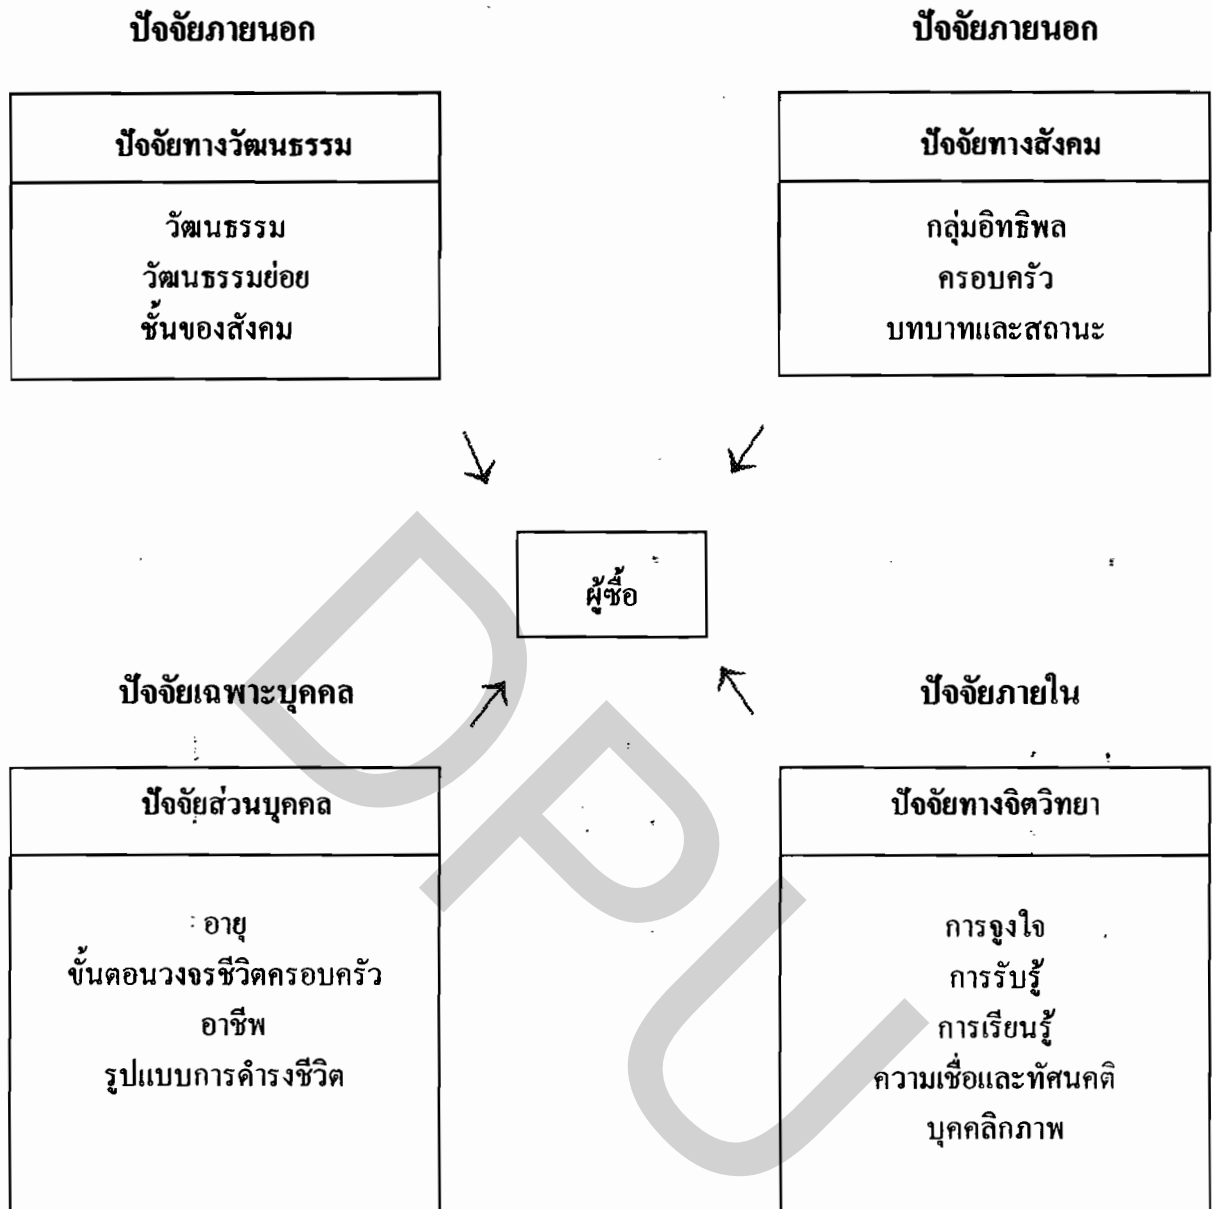 ปัจจัยภายนอก
ปัจจัยทางวัฒนธรรม
วัฒนธรรม
วัฒนธรรมย่อย
ชั้นของสังคม
ปัจจัยภายนอก
ปัจจัยทางสังคม
กลุ่มอิทธิพล
ครอบครัว
บทบาทและสถานะ
ผู้ซื้อ
ปัจจัยเฉพาะบุคคล
ปัจจัยส่วนบุคคล
อายุ
ขั้นตอนวงจรชีวิตครอบครัว
อาชีพ
รูปแบบการดำรงชีวิต
ปัจจัยภายใน
ปัจจัยทางจิตวิทยา
การจูงใจ
การรับรู้
การเรียนรู้
ความเชื่อและทัศนคติ
บุคคลิกภาพ
DPU